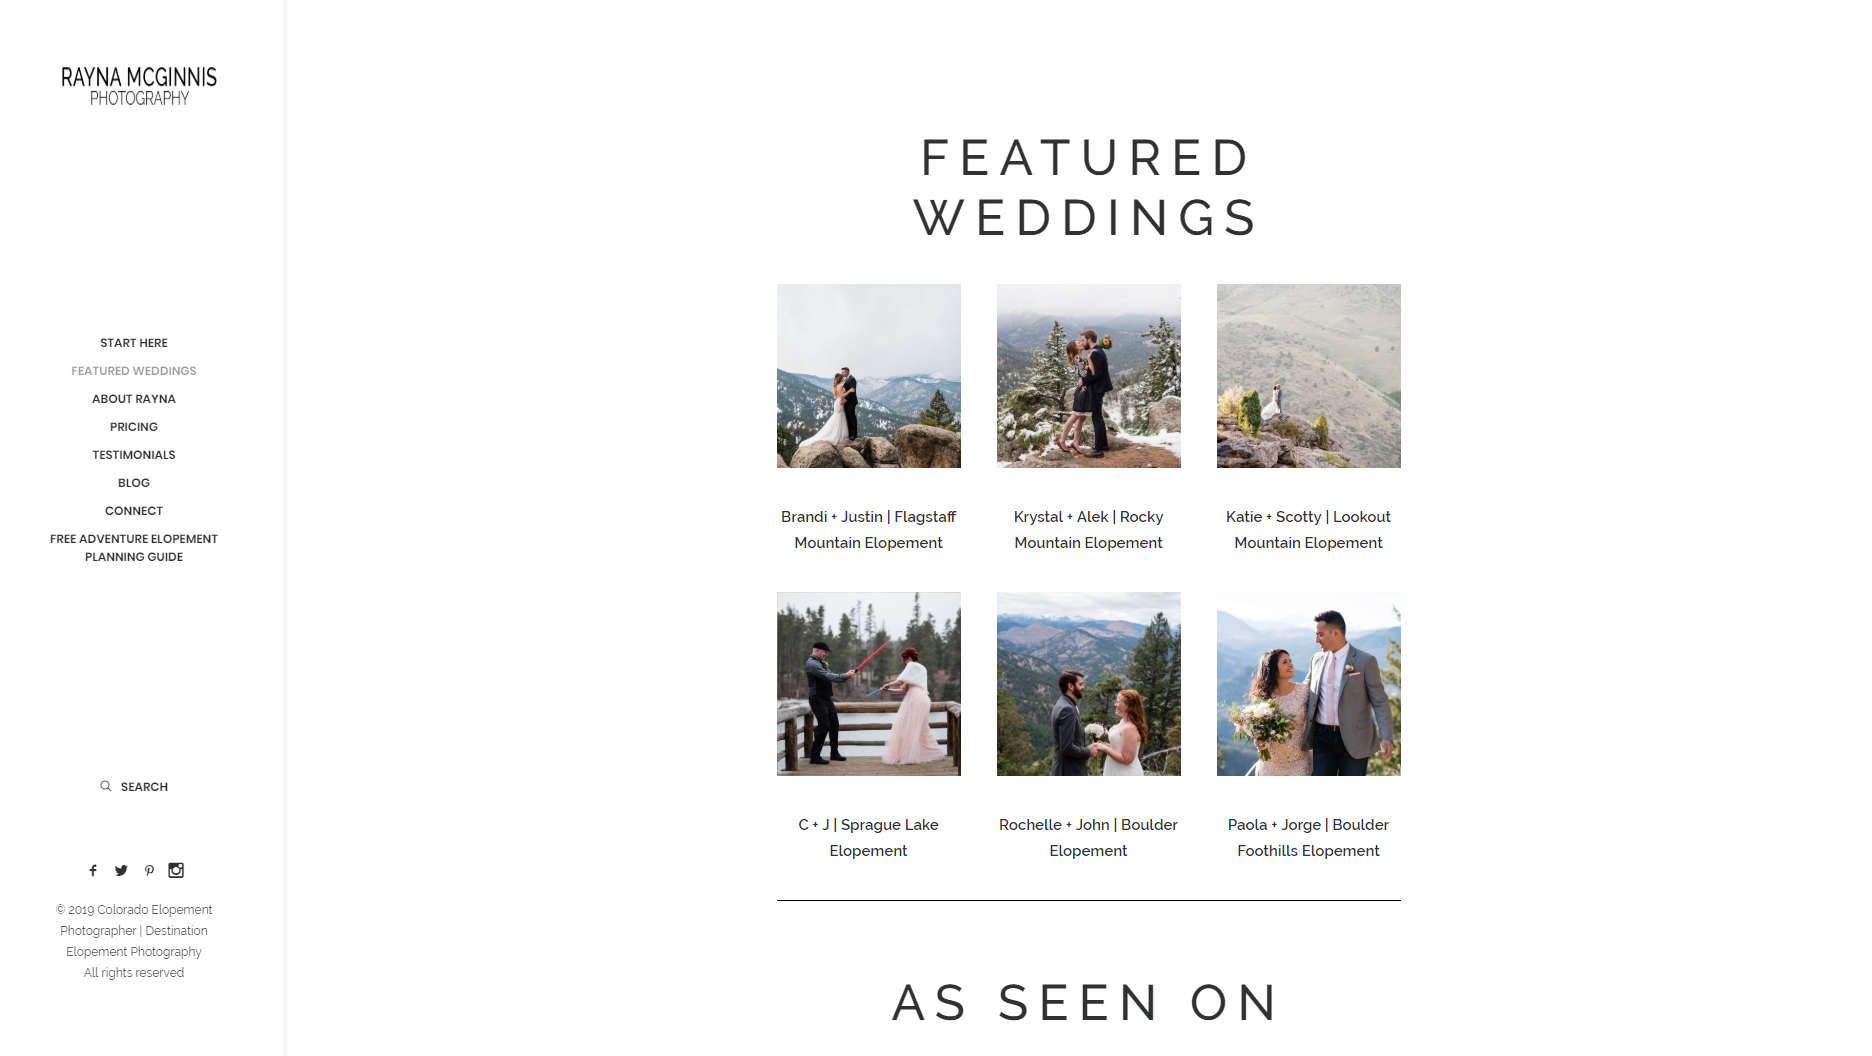 RAYNA MCGINNIS
PHOTOGRAPHY
START HERE
FEATURED WEDDINGS
ABOUT RAYNA
PRICING
TESTIMONIALS
BLOG
CONNECT
FREE ADVENTURE ELOPEMENT
PLANNING GUIDE
SEARCH
© 2019 Colorado Elopement
Photographer | Destination
Elopement Photography
All rights reserved
FEATURED
WEDDINGS
Brandi + Justin | Flagstaff
Mountain Elopement
Krystal + Alek | Rocky
Mountain Elopement
Katie + Scotty | Lookout
Mountain Elopement
C + J | Sprague Lake
Elopement
Rochelle + John | Boulder
Elopement
Paola + Jorge | Boulder
Foothills Elopement
AS SEEN ON